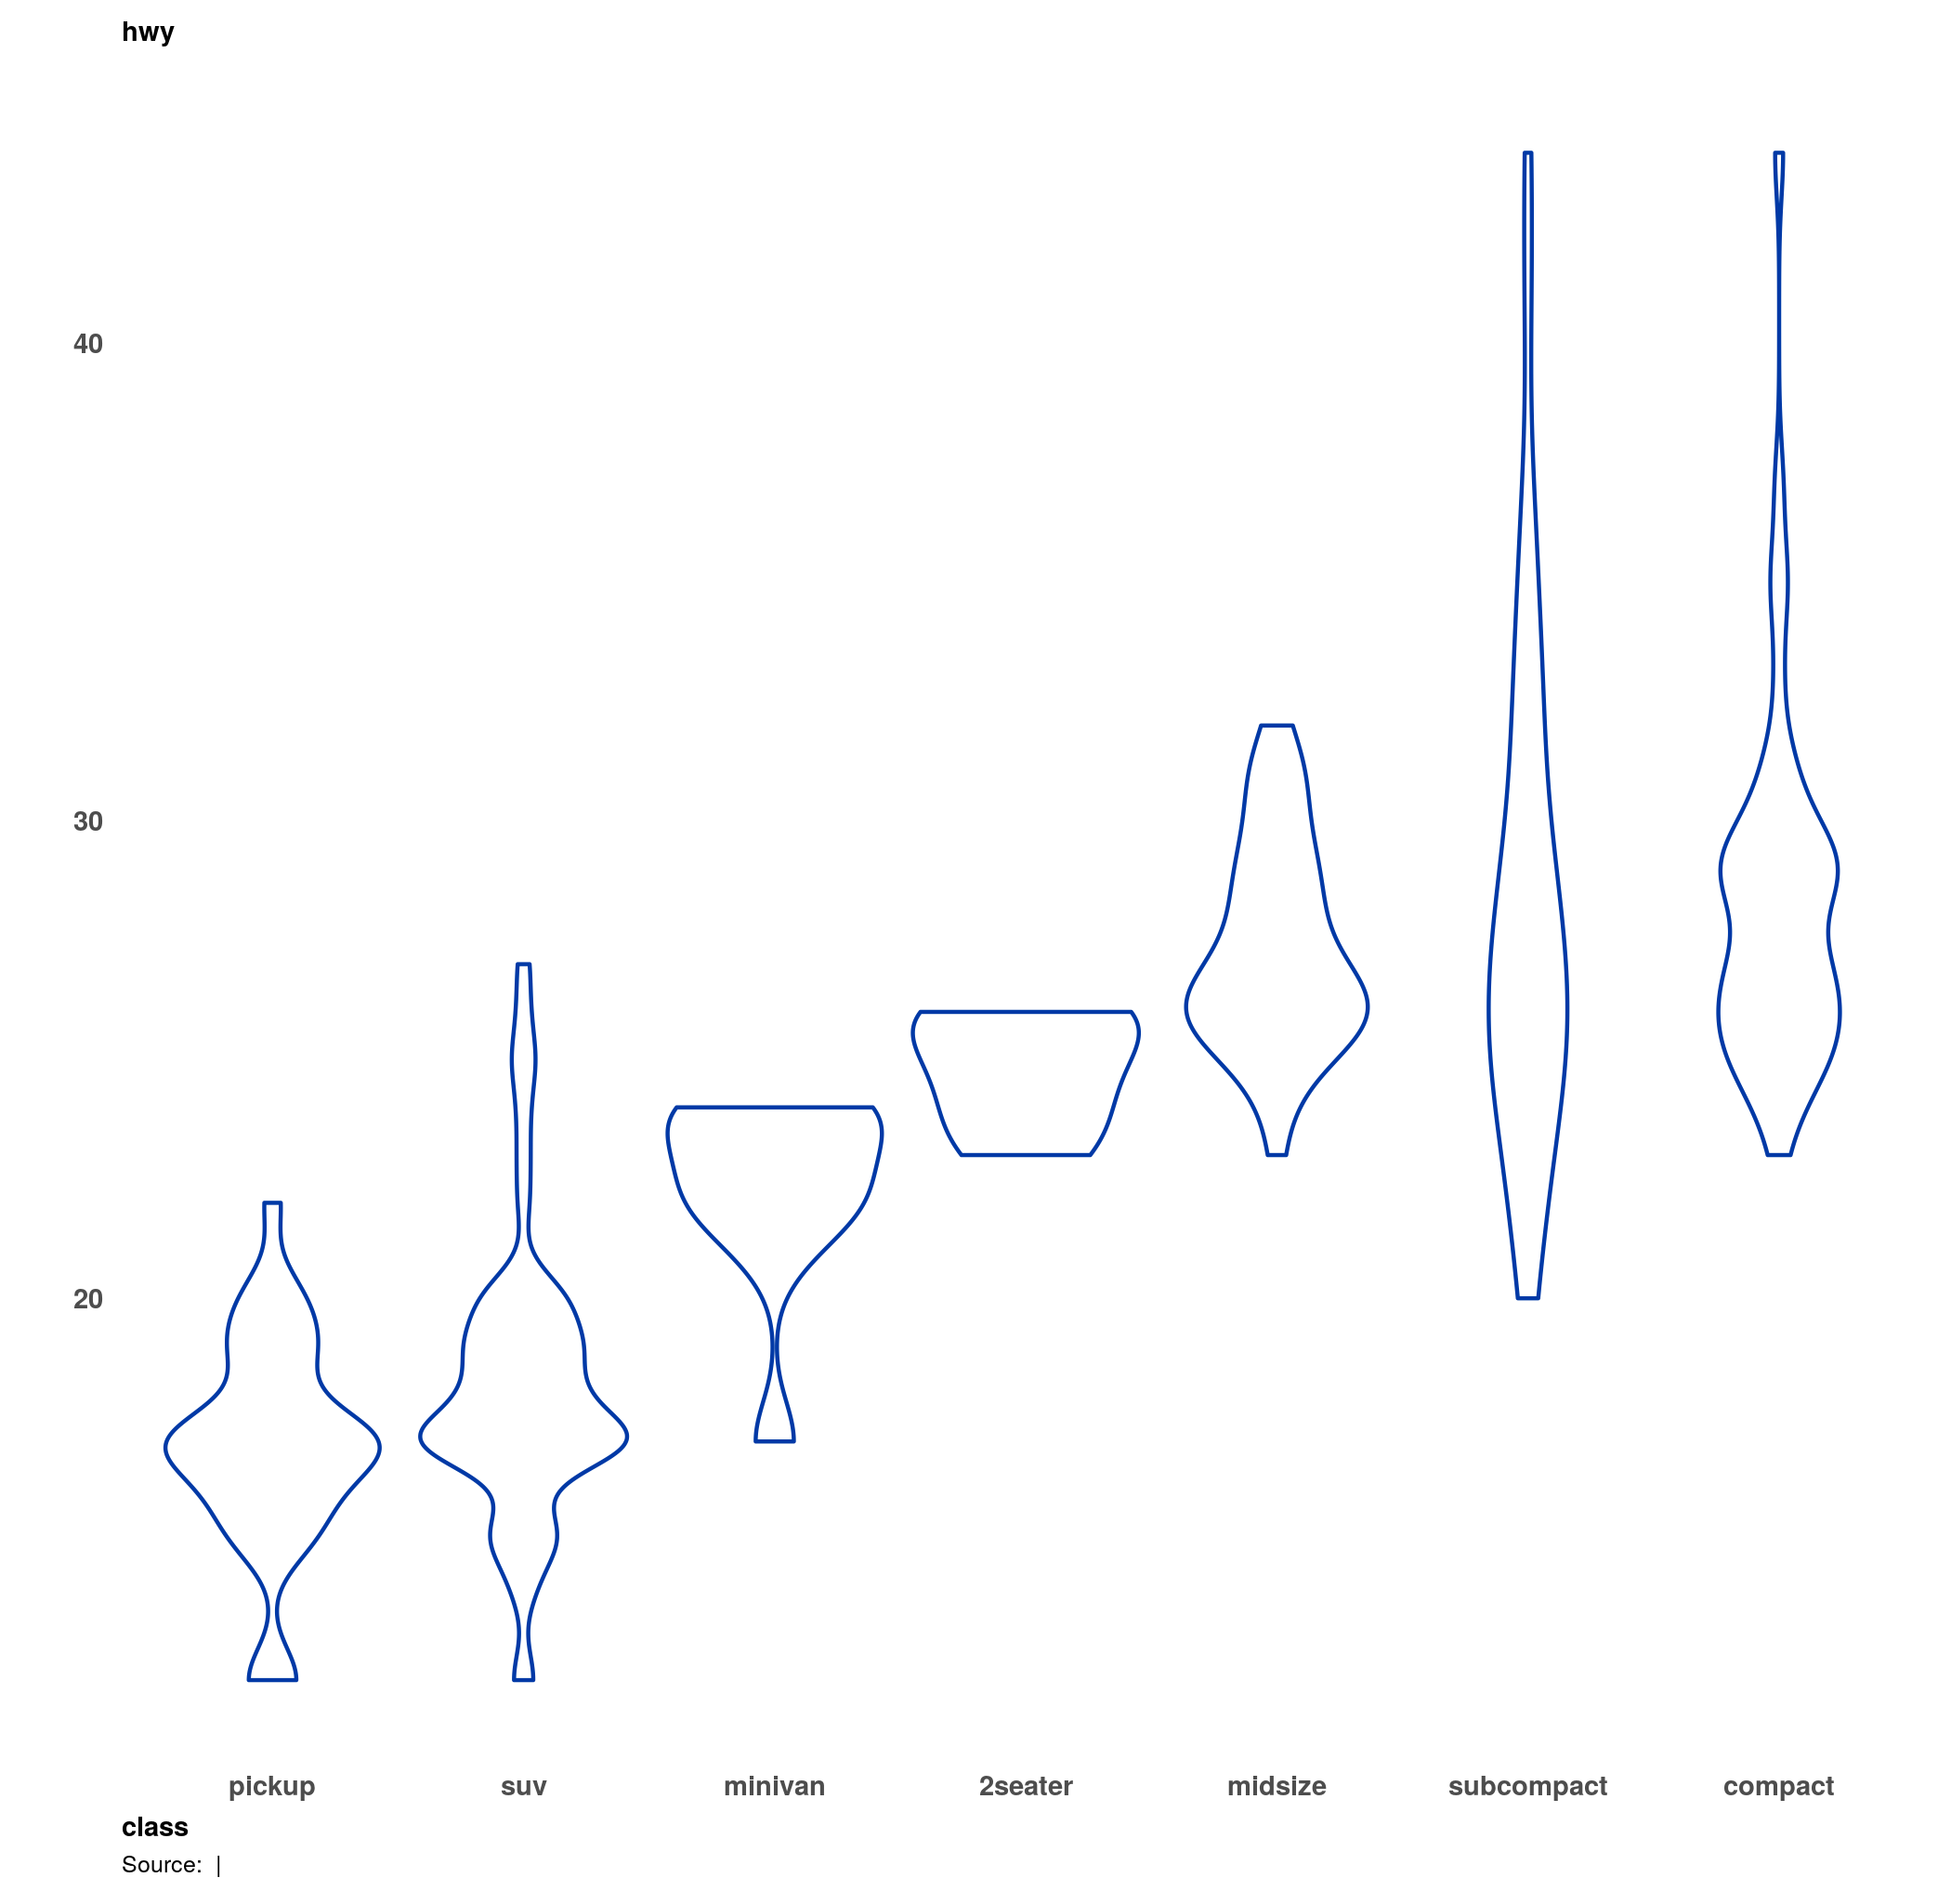 hwy
40
30
20
pickup suv minivan 2seater midsize subcompact compact
class
Source: |